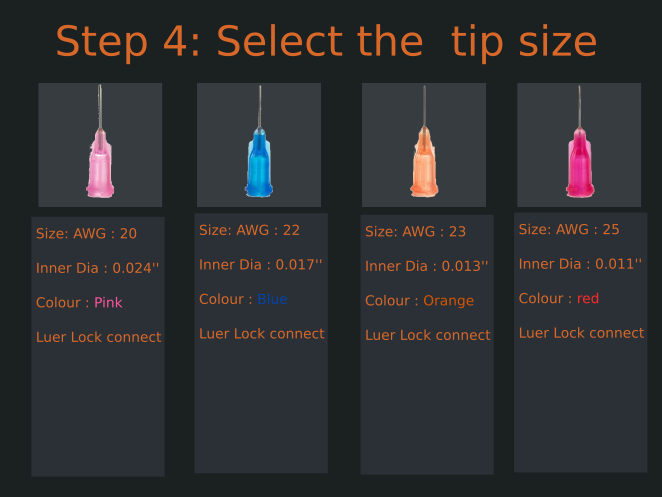 Step 4: Select the  tip size
Size: AWG : 20
Inner Dia : 0.024''
Colour : Pink
Luer Lock connect
Size: AWG : 22
Inner Dia : 0.017''
Colour : Blue
Luer Lock connect
Size: AWG : 23
Inner Dia : 0.013''
Colour : Orange
Luer Lock connect
Size: AWG : 25
Inner Dia : 0.011''
Colour : red
Luer Lock connect